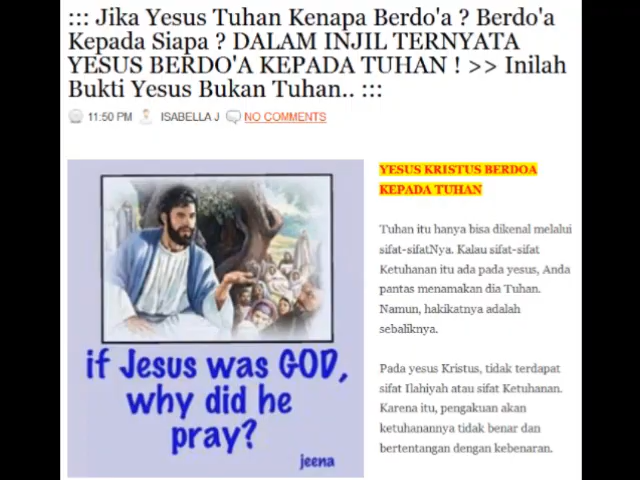 ::: Jika Yesus Tuhan Kenapa Berdo'a ? Berdo'a
Kepada Siapa ? DALAM INJIL TERNYATA
YESUS BERDO'A KEPADA TUHAN ! >> Inilah
Bukti Yesus Bukan Tuhan.. :::
11:50 PM ISABELLA J NO COMMENTS
YESUS KRISTUS BERDOA
KEPADA TUHAN
Tuhan itu hanya bisa dikenal melalui
sifat-sifatNya. Kalau sifat-sifat
Ketuhanan itu ada pada yesus, Anda
pantas menamakan dia Tuhan.
Namun, hakikatnya adalah
sebaliknya.
Pada yesus Kristus, tidak terdapat
sifat Ilahiyah atau sifat Ketuhanan.
Karena itu, pengakuan akan
ketuhanannya tidak benar dan
bertentangan dengan kebenaran.
if Jesus was GOD,
why did he
pray?
jeena